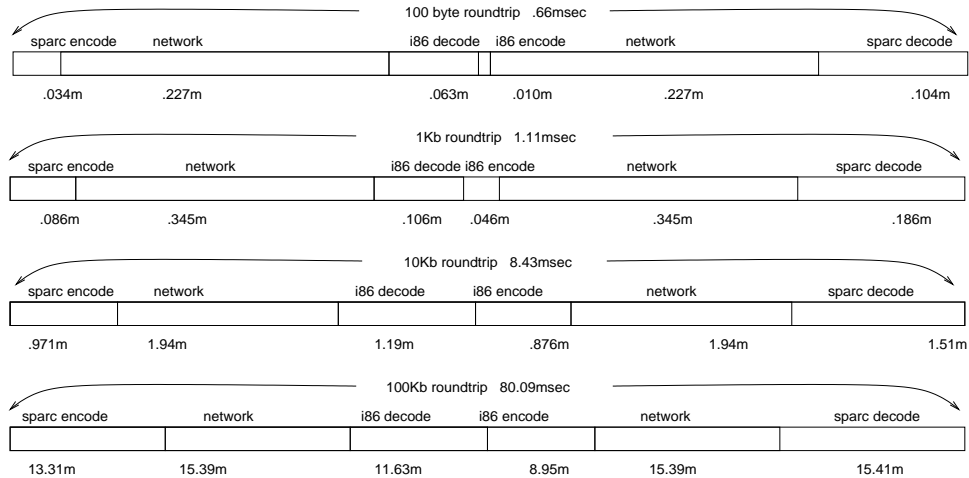 100 byte roundtrip .66msec
sparc encode network i86 decode i86 encode network sparc decode
.034m .227m .063m .010m .227m .104m
1Kb roundtrip 1.11msec
sparc encode network i86 decode i86 encode network sparc decode
.086m .345m .106m .046m .345m .186m
10Kb roundtrip 8.43msec
sparc encode network i86 decode i86 encode network sparc decode
.971m 1.94m 1.19m .876m 1.94m 1.51m
100Kb roundtrip 80.09msec
sparc encode network i86 decode i86 encode network sparc decode
13.31m 15.39m 11.63m 8.95m 15.39m 15.41m